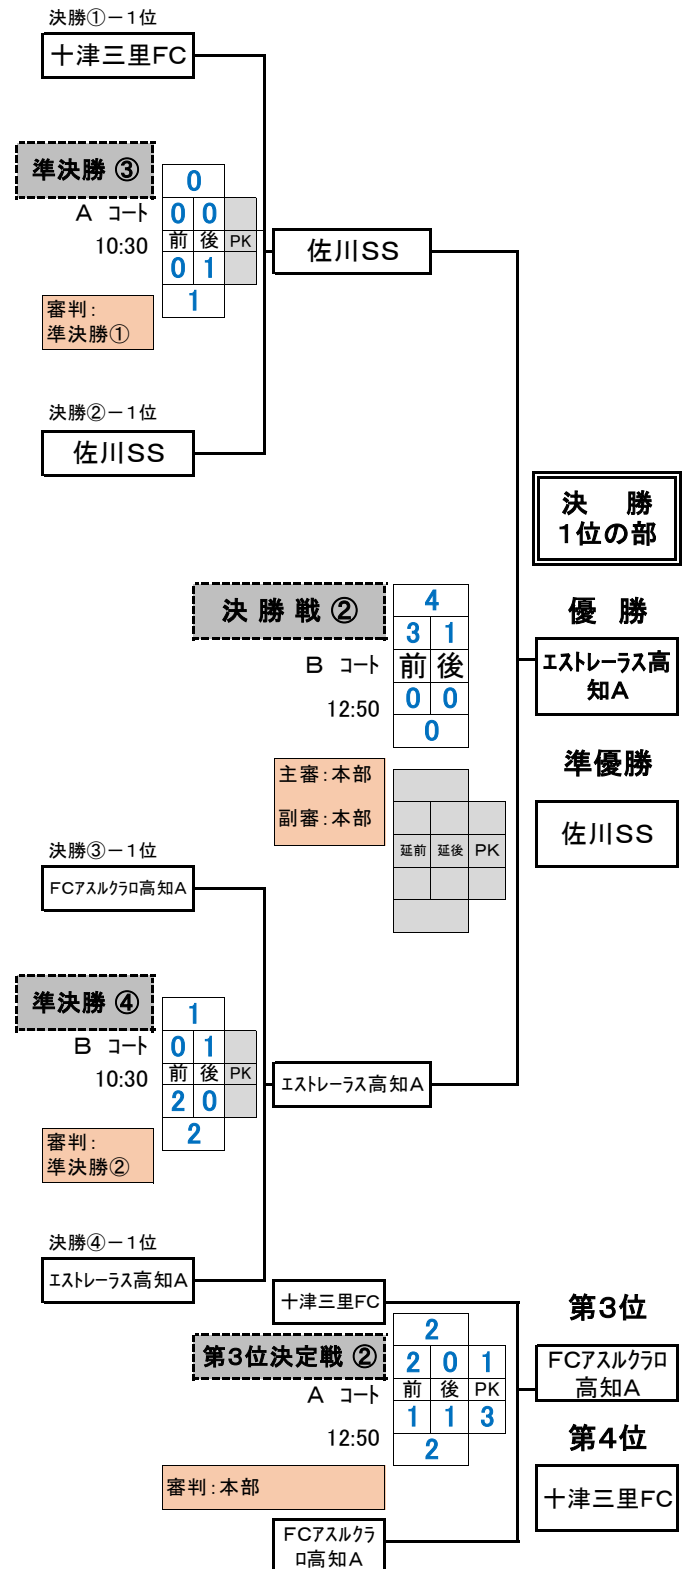 決勝①－１位
十津三里FC
準決勝 ③
0
A コート
0 0
10:30
前 後 PK
佐川SS
0 1
1
審判：
準決勝①
決勝②－１位
佐川SS
決　勝
１位の部
決 勝 戦 ②
4
優　勝
3 1
B コート
前 後
エストレーラス高
知A
12:50
0 0
0
準優勝
主審：本部
副審：本部
佐川SS
延前 延後 PK
決勝③－１位
FCアスルクラロ高知A
準決勝 ④
1
B コート
0 1
10:30
前 後 PK
エストレーラス高知A
2 0
2
審判：
準決勝②
決勝④－１位
エストレーラス高知A
十津三里FC
第３位
2
第３位決定戦 ②
2 0 1
FCアスルクラロ
高知A
A コート
前 後 PK
1 1 3
12:50
2
第４位
審判：本部
十津三里FC
FCアスルクラ
ロ高知A